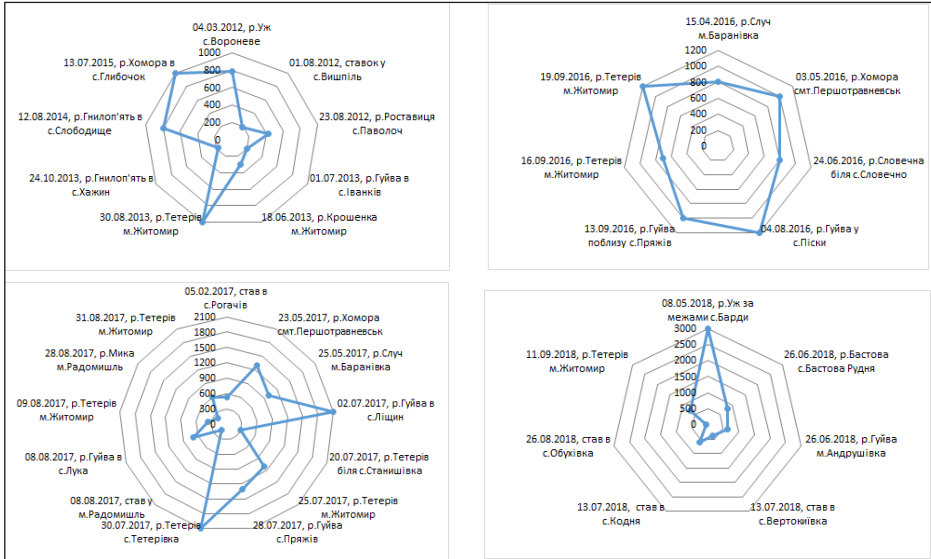 04.03.2012, р.Уж
с.Вороневе
1000
800
600
400
200
0
01.08.2012, ставок у
с.Вишпіль
23.08.2012, р.Роставиця
с.Паволоч
01.07.2013, р.Гуйва в
с.Іванків
18.06.2013, р.Крошенка
м.Житомир
30.08.2013, р.Тетерів
м.Житомир
24.10.2013, р.Гнилоп'ять в
с.Хажин
12.08.2014, р.Гнилоп'ять в
с.Слободище
13.07.2015, р.Хомора в
с.Глибочок
15.04.2016, р.Случ
м.Баранівка
1200
1000
800
600
400
200
0
03.05.2016, р.Хомора
смт.Першотравневськ
24.06.2016, р.Словечна
біля с.Словечно
04.08.2016, р.Гуйва у
с.Піски
13.09.2016, р.Гуйва
поблизу с.Пряжів
16.09.2016, р.Тетерів
м.Житомир
19.09.2016, р.Тетерів
м.Житомир
05.02.2017, став в
с.Рогачів
2100
1800
1500
1200
900
600
300
0
23.05.2017, р.Хомора
смт.Першотравневськ
25.05.2017, р.Случ
м.Баранівка
02.07.2017, р.Гуйва в
с.Ліщин
20.07.2017, р.Тетерів
біля с.Станишівка
25.07.2017, р.Тетерів
м.Житомир
28.07.2017, р.Гуйва
с.Пряжів
30.07.2017, р.Тетерів
с.Тетерівка
08.08.2017, став у
м.Радомишль
08.08.2017, р.Гуйва в
с.Лука
09.08.2017, р.Тетерів
м.Житомир
28.08.2017, р.Мика
м.Радомишль
31.08.2017, р.Тетерів
м.Житомир
08.05.2018, р.Уж за
межами с.Барди
3000
2500
2000
1500
1000
500
0
26.06.2018, р.Бастова
с.Бастова Рудня
26.06.2018, р.Гуйва
м.Андрушівка
13.07.2018, став в
с.Вертокиївка
13.07.2018, став в
с.Кодня
26.08.2018, став в
с.Обухівка
11.09.2018, р.Тетерів
м.Житомир